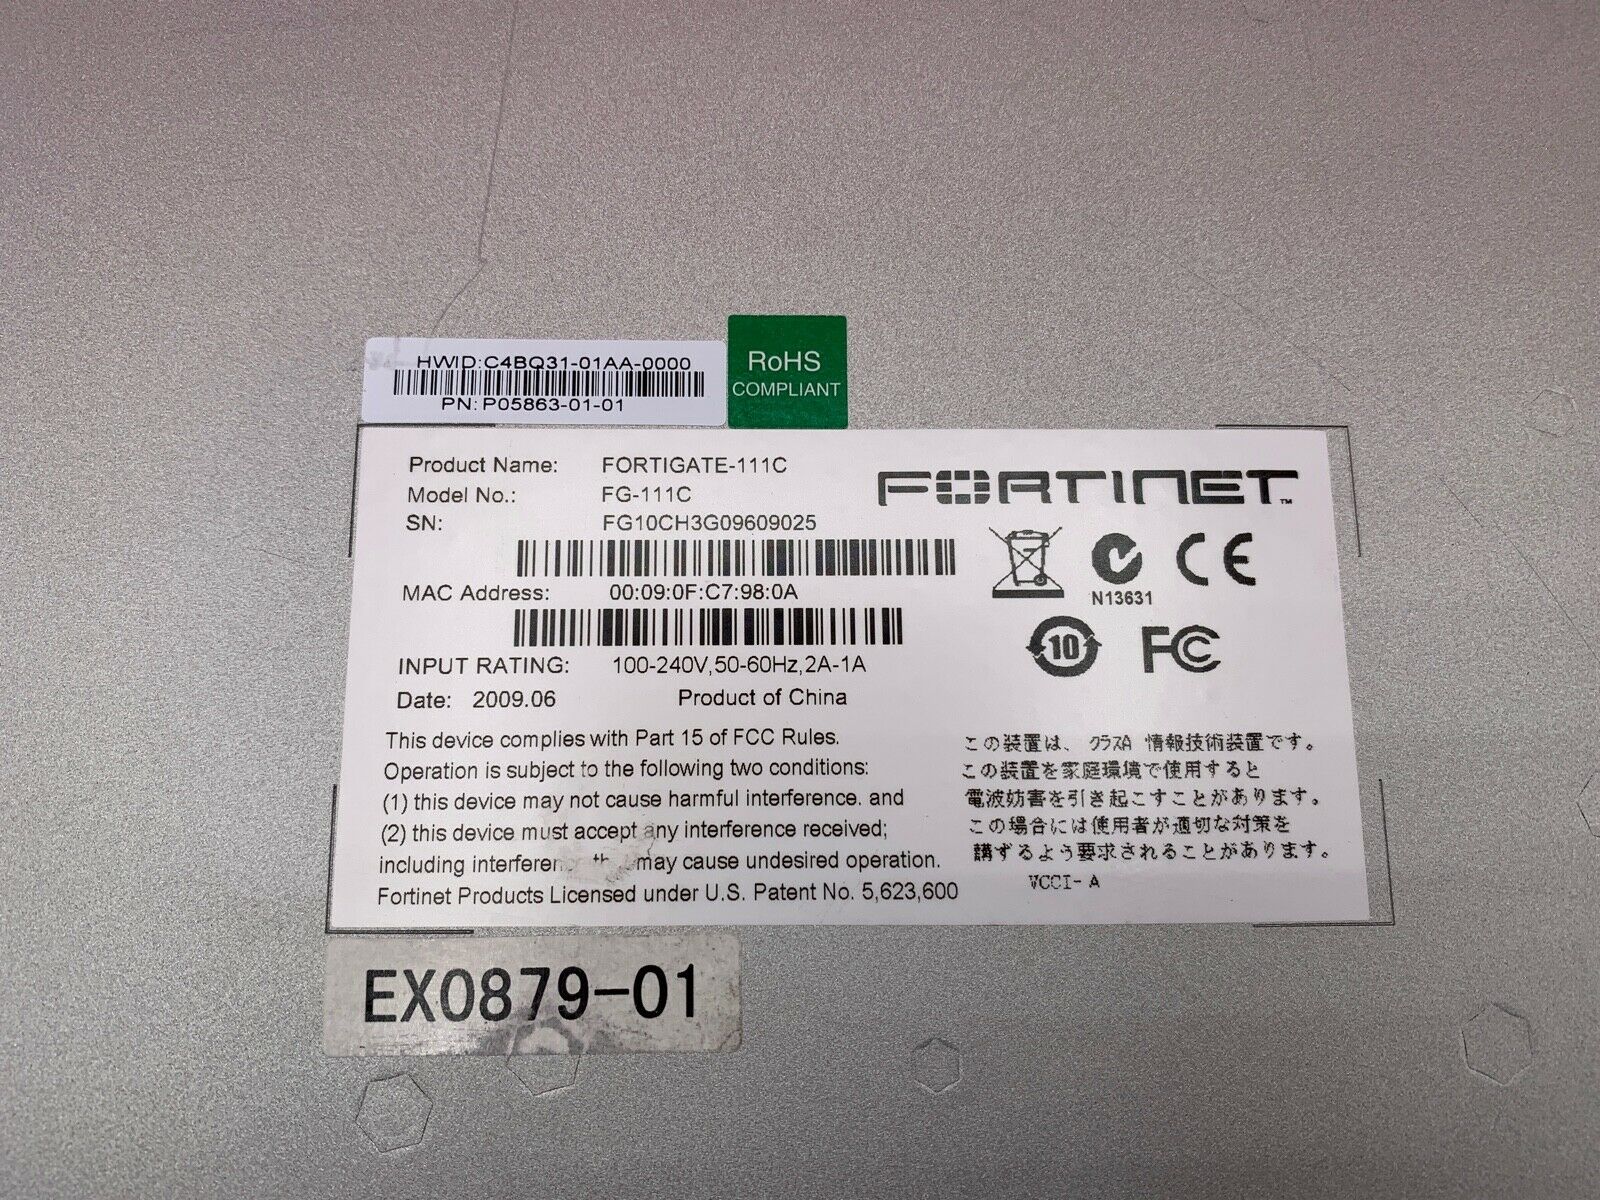 HWID:C4BQ31-01AA-0000
PN:P05863-01-01
RoHS
COMPLIANT
Product Name: FORTIGATE-111C
Model No.: FG-111C
SN: FG10CH3G09609025
MAC Address: 00:09:0F:C7:98:0A
INPUT RATING: 100-240V,50-60Hz,2A-1A
Date: 2009.06 Product of China
FORTINET™
N13631
CE
10
FC
This device complies with Part 15 of FCC Rules.
Operation is subject to the following two conditions:
(1) this device may not cause harmful interference. and
(2) this device must accept any interference received;
including interferen th may cause undesired operation.
Fortinet Products Licensed under U.S. Patent No. 5,623,600
この装置は、クラスA 情報技術装置です。
この装置を家庭環境で使用すると
電波妨害を引き起こすことがあります。
この場合には使用者が適切な対策を
講ずるよう要求されることがあります。
VCCI-A
EX0879-01